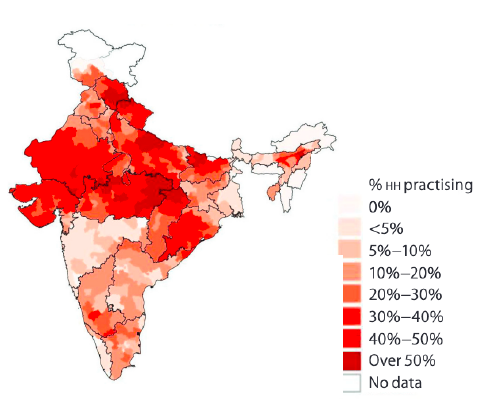 % HH practising
0%
<5%
5%–10%
10%–20%
20%–30%
30%–40%
40%–50%
Over 50%
No data